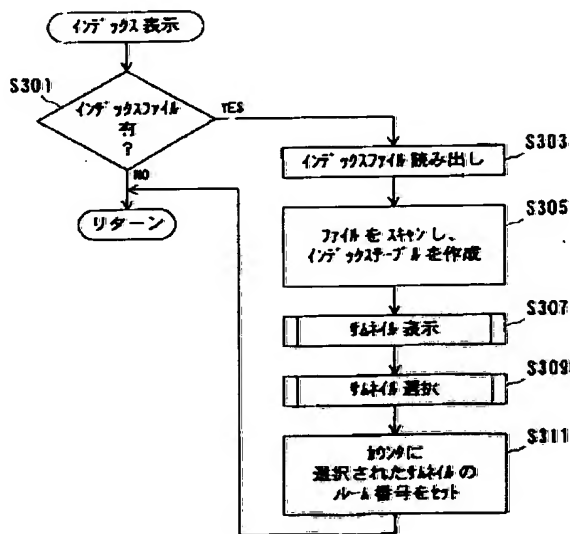 インデックス 表示
S301
インデックスファイル
有
?
YES
NO
リターン
S303
インデックスファイル 読み出し
S305
ファイルをスキャンし、
インデックステーブルを作成
S307
サムネイル 表示
S309
サムネイル 選択
S311
カウンタに
選択されたサムネイルの
ルーム番号をセット